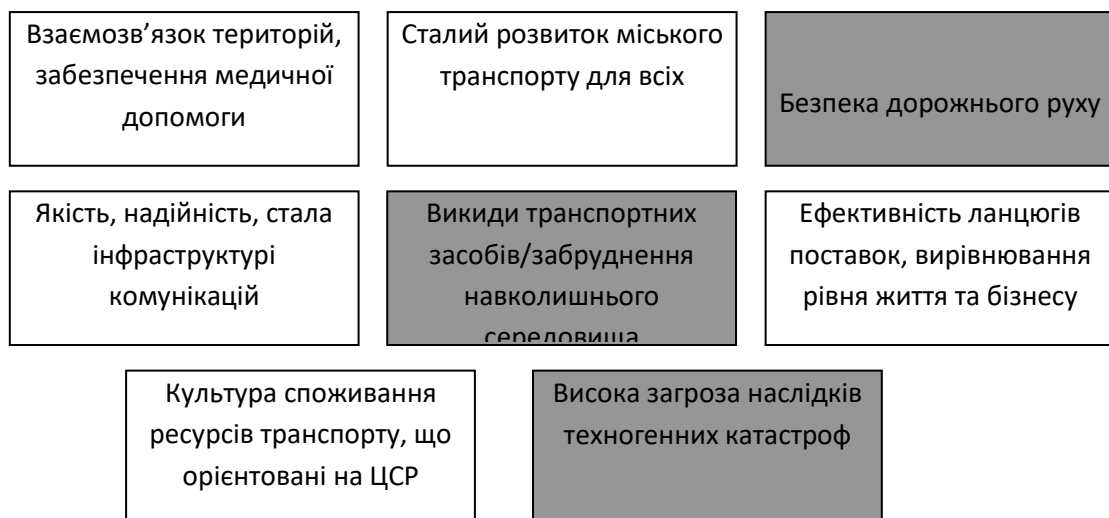 Взаємозв’язок територій,
забезпечення медичної
допомоги
Сталий розвиток міського
транспорту для всіх
Безпека дорожнього руху
Якість, надійність, стала
інфраструктурі
комунікацій
Викиди транспортних
засобів/забруднення
навколишнього
середовища
Ефективність ланцюгів
поставок, вирівнювання
рівня життя та бізнесу
Культура споживання
ресурсів транспорту, що
орієнтовані на ЦСР
Висока загроза наслідків
техногенних катастроф